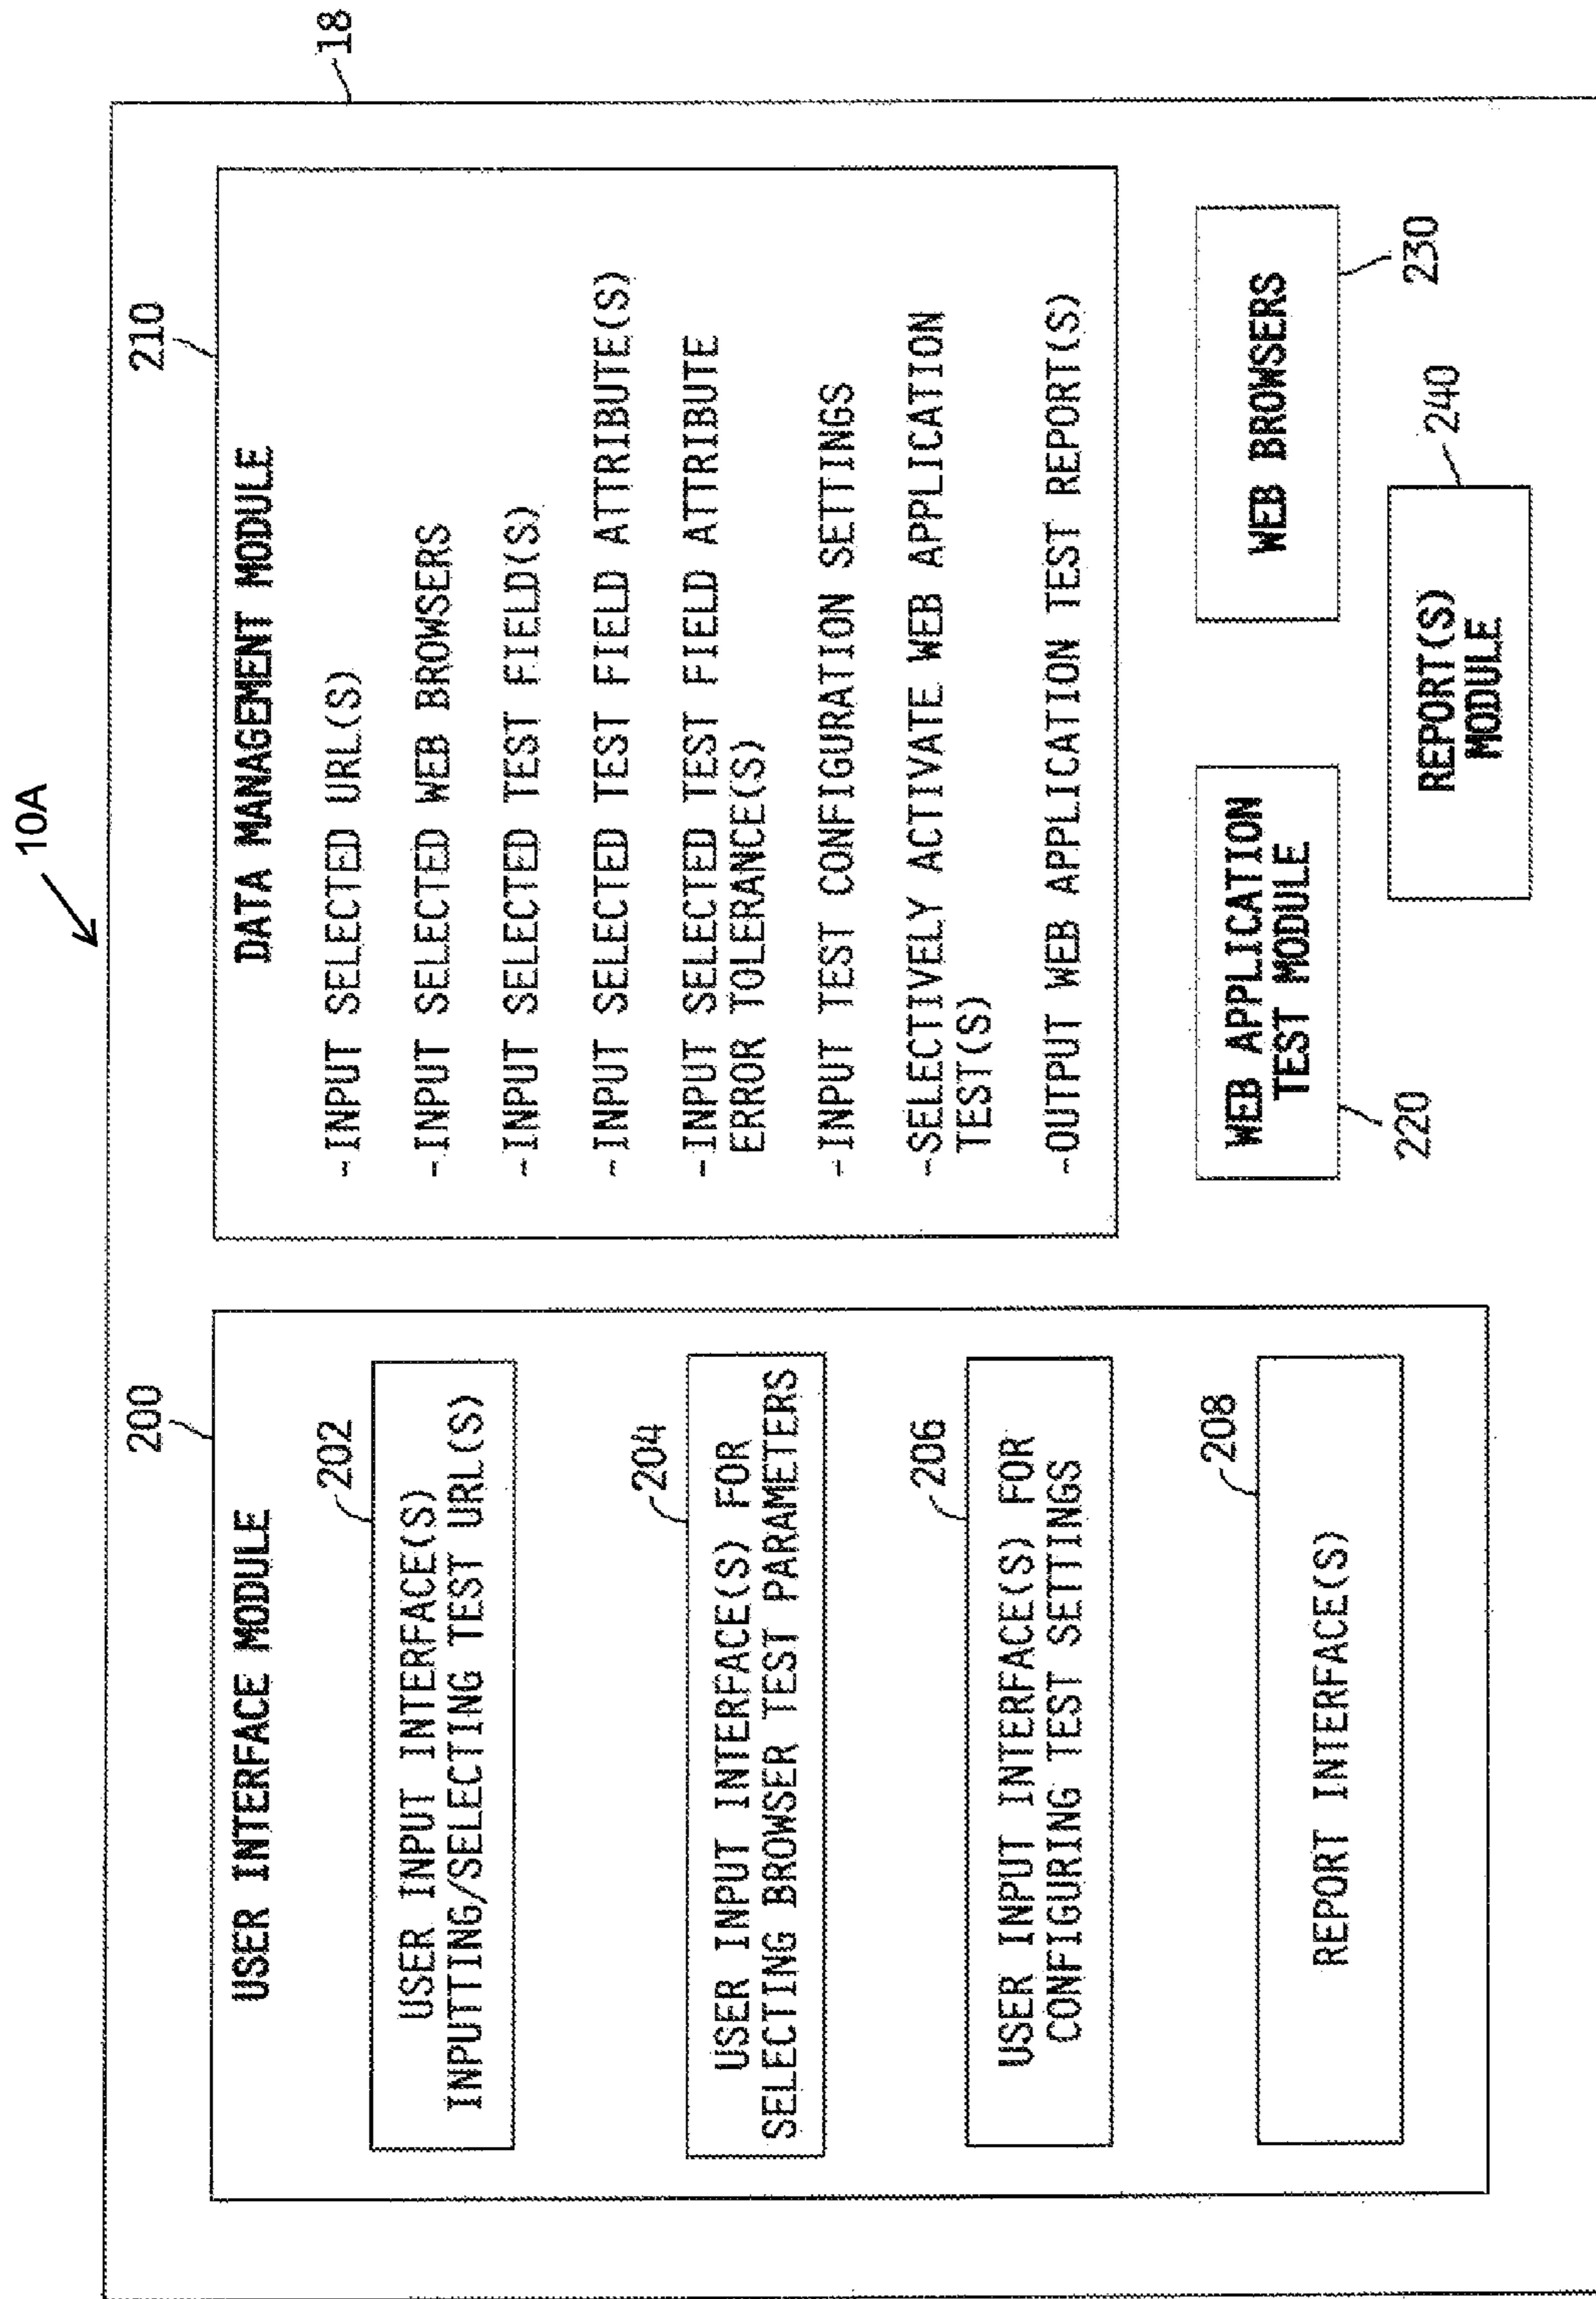 10A
18
200
USER INTERFACE MODULE
202
USER INPUT INTERFACE(S)
INPUTTING/SELECTING TEST URL(S)
204
USER INPUT INTERFACE(S) FOR
SELECTING BROWSER TEST PARAMETERS
206
USER INPUT INTERFACE(S) FOR
CONFIGURING TEST SETTINGS
208
REPORT INTERFACE(S)
210
DATA MANAGEMENT MODULE
-INPUT SELECTED URL(S)
-INPUT SELECTED WEB BROWSERS
-INPUT SELECTED TEST FIELD(S)
-INPUT SELECTED TEST FIELD ATTRIBUTE(S)
-INPUT SELECTED TEST FIELD ATTRIBUTE
ERROR TOLERANCE(S)
-INPUT TEST CONFIGURATION SETTINGS
-SELECTIVELY ACTIVATE WEB APPLICATION
TEST(S)
-OUTPUT WEB APPLICATION TEST REPORT(S)
WEB APPLICATION
TEST MODULE
220
WEB BROWSERS
230
240
REPORT(S)
MODULE